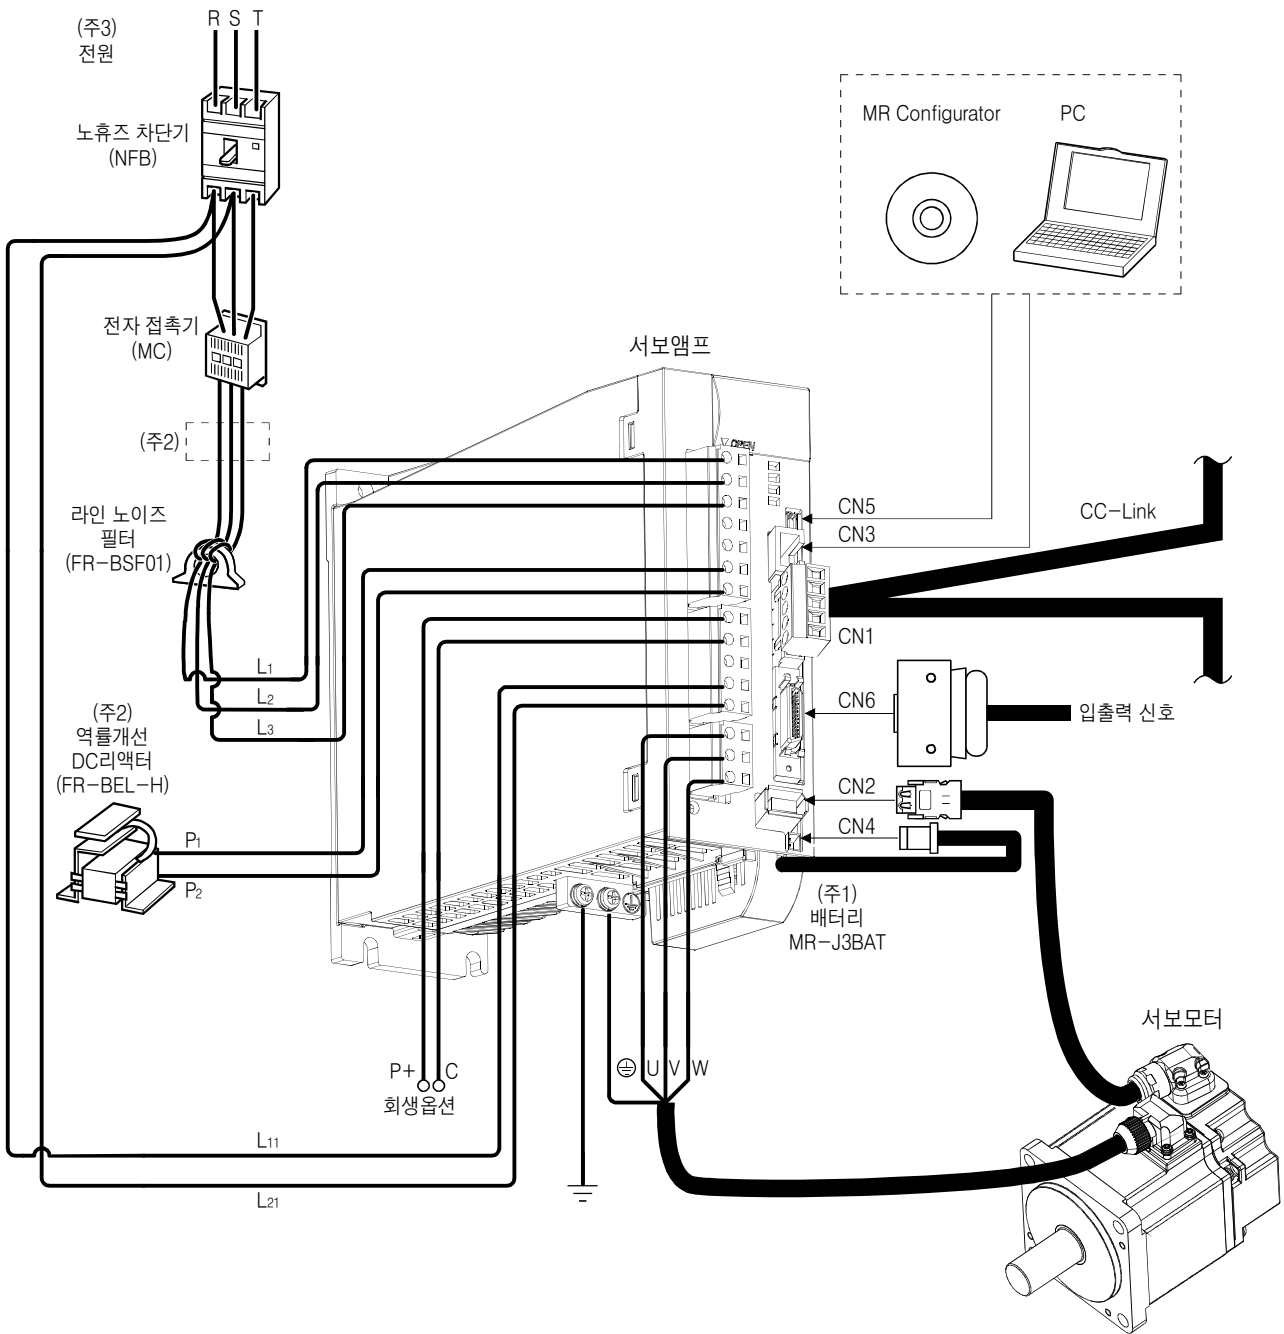 (주3)
전원
R S T
노휴즈 차단기
(NFB)
MR Configurator
PC
전자 접촉기
(MC)
서보앰프
(주2)
OPEN
라인 노이즈
필터
(FR-BSF01)
CN5
CN3
CC-Link
CN1
L1
L2
L3
CN6
입출력 신호
(주2)
역률개선
DC리액터
(FR-BEL-H)
CN2
CN4
P1
P2
(주1)
배터리
MR-J3BAT
서보모터
P+ C
회생옵션
U V W
L11
L21